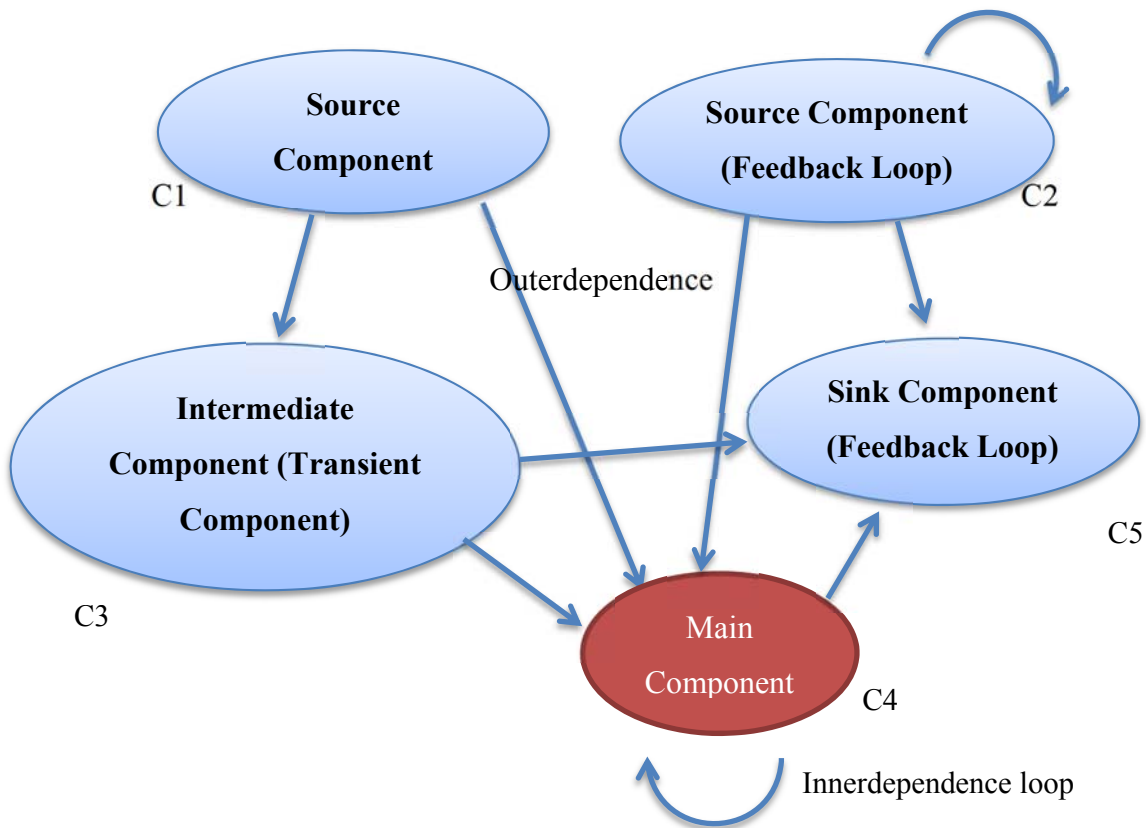 Source
Component
C1
Source Component
(Feedback Loop)
C2
Outerdependence
Intermediate
Component (Transient
Component)
C3
Sink Component
(Feedback Loop)
C5
Main
Component
C4
Innerdependence loop